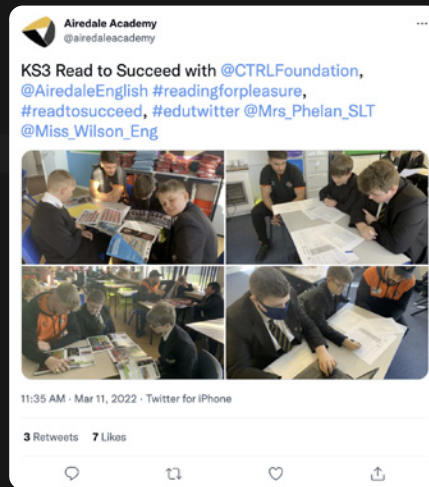 Airedale Academy
@airedaleacademy
KS3 Read to Succeed with @CTRLFoundation,
@AiredaleEnglish #readingforpleasure,
#readtosucceed, #edutwitter @Mrs_Phelan_SLT
@Miss_Wilson_Eng
11:35 AM · Mar 11, 2022 · Twitter for iPhone
3 Retweets 7 Likes